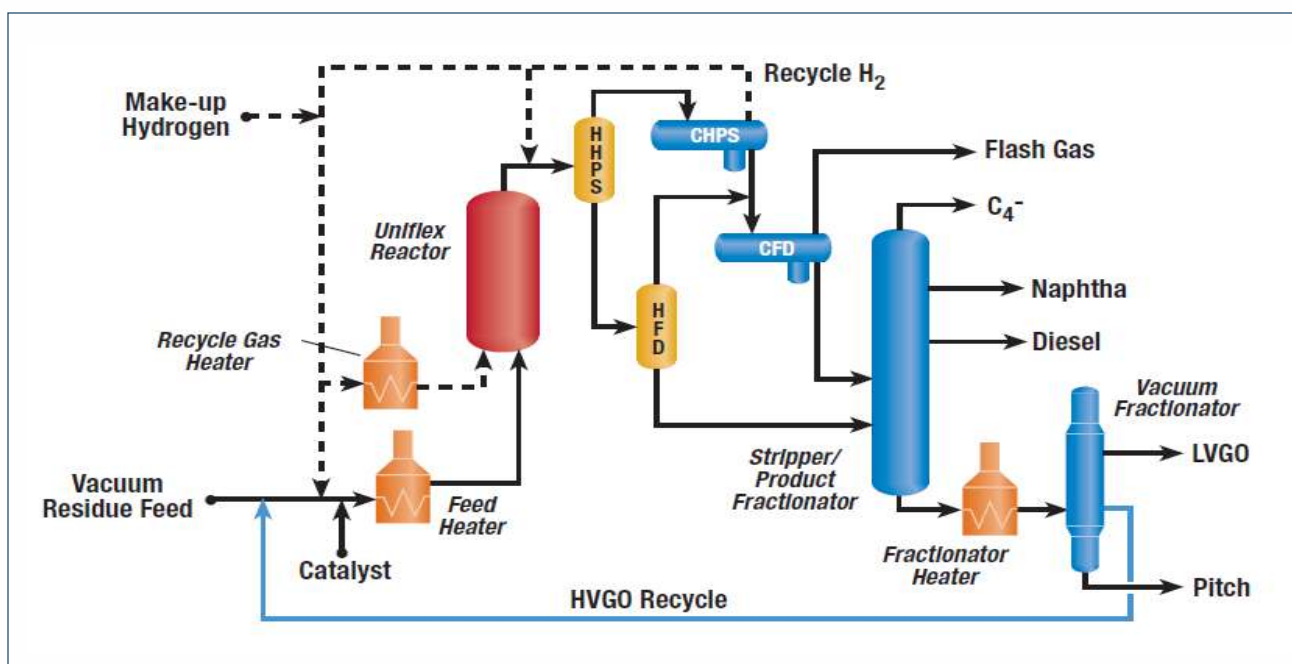 Recycle H2
Make-up
Hydrogen
HHPS
CHPS
Flash Gas
C4-
Uniflex
Reactor
CFD
Naphtha
HFD
Diesel
Recycle Gas
Heater
Vacuum
Fractionator
LVGO
Stripper/
Product
Fractionator
Vacuum
Residue Feed
Feed
Heater
Catalyst
Fractionator
Heater
Pitch
HVGO Recycle